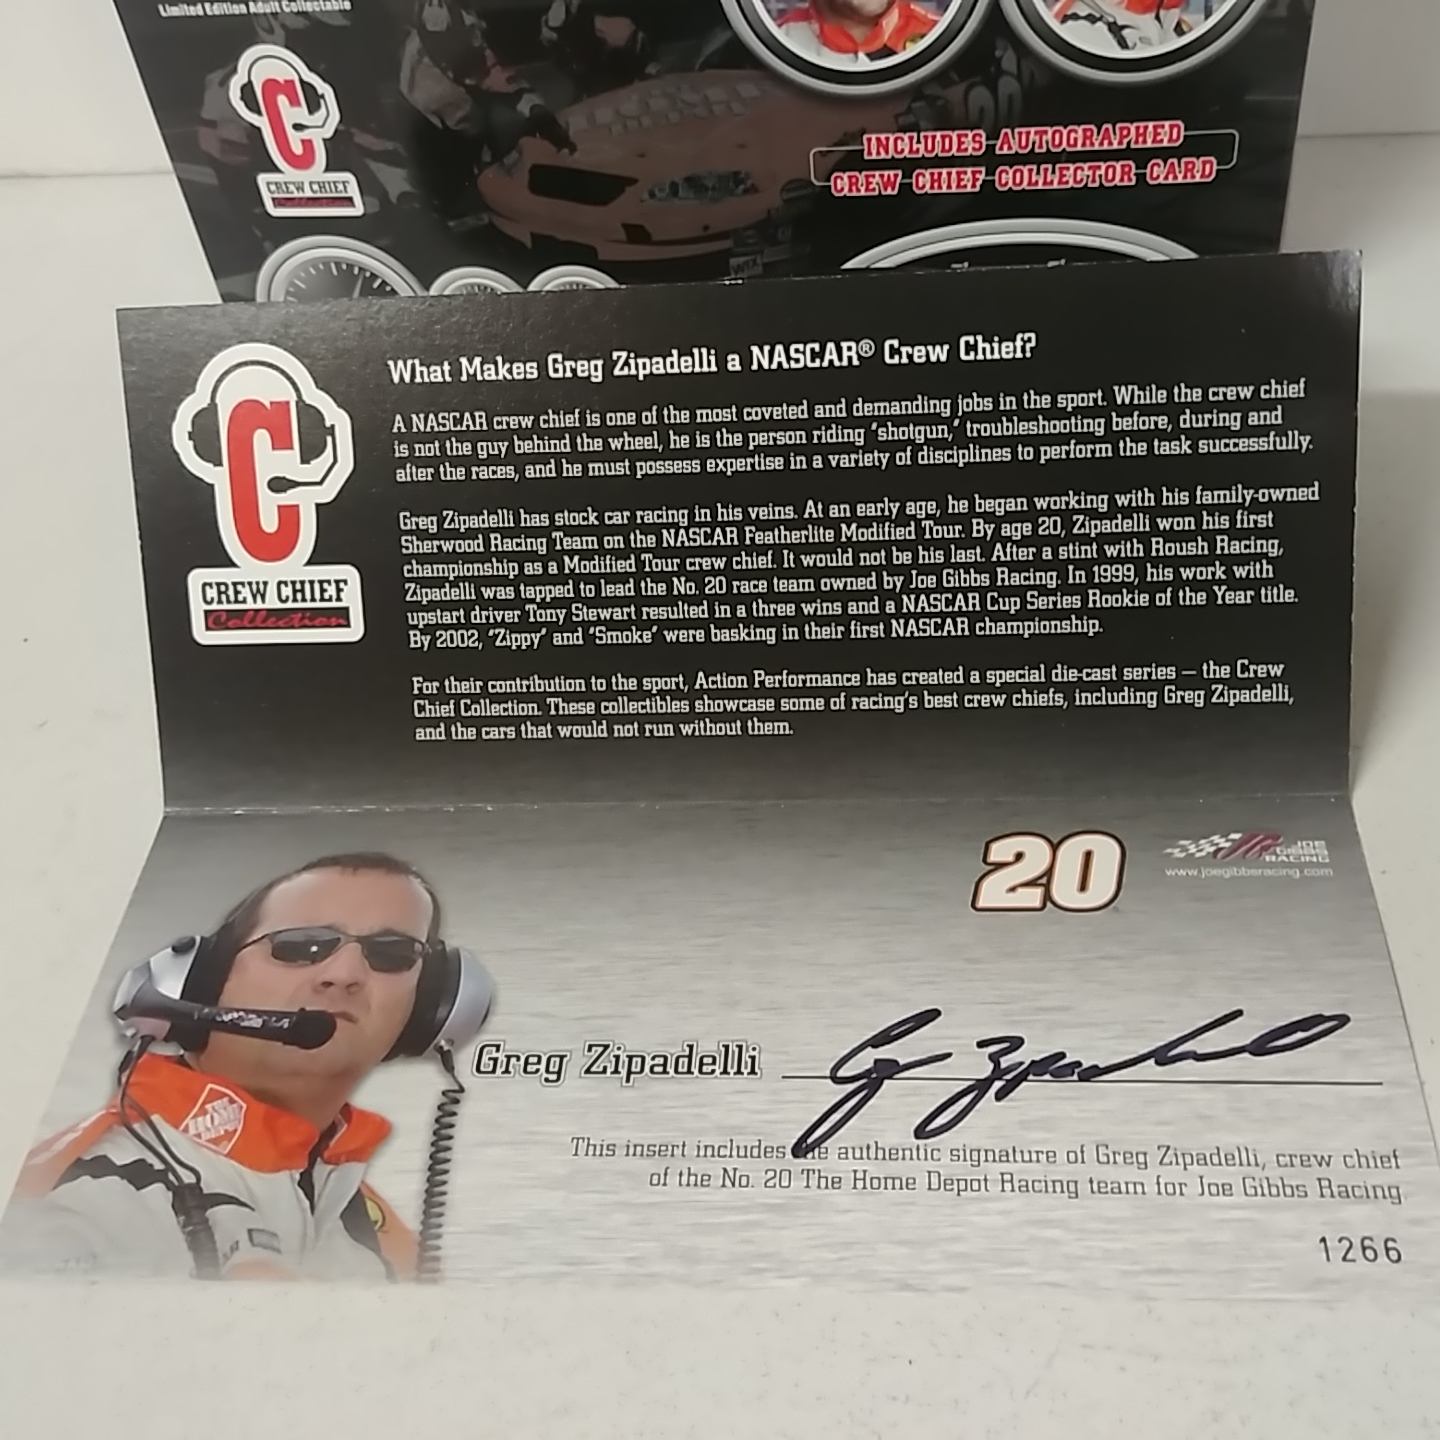 Limited Edition Adult Collectable
C
CREW CHIEF
Collection
INCLUDES AUTOGRAPHED
CREW CHIEF COLLECTOR CARD
20
WIX
C
CREW CHIEF
Collection
What Makes Greg Zipadelli a NASCAR® Crew Chief?
A NASCAR crew chief is one of the most coveted and demanding jobs in the sport. While the crew chief
is not the guy behind the wheel, he is the person riding "shotgun," troubleshooting before, during and
after the races, and he must possess expertise in a variety of disciplines to perform the task successfully.
Greg Zipadelli has stock car racing in his veins. At an early age, he began working with his family-owned
Sherwood Racing Team on the NASCAR Featherlite Modified Tour. By age 20, Zipadelli won his first
championship as a Modified Tour crew chief. It would not be his last. After a stint with Roush Racing,
Zipadelli was tapped to lead the No. 20 race team owned by Joe Gibbs Racing. In 1999, his work with
upstart driver Tony Stewart resulted in a three wins and a NASCAR Cup Series Rookie of the Year title.
By 2002, "Zippy" and "Smoke" were basking in their first NASCAR championship.
For their contribution to the sport, Action Performance has created a special die-cast series — the Crew
Chief Collection. These collectibles showcase some of racing's best crew chiefs, including Greg Zipadelli,
and the cars that would not run without them.
20
JG JOE
GIBBS
RACING
www.joegibbsracing.com
THE
HOME
DEPOT
Greg Zipadelli
Greg Zipadelli
This insert includes the authentic signature of Greg Zipadelli, crew chief
of the No. 20 The Home Depot Racing team for Joe Gibbs Racing
1266